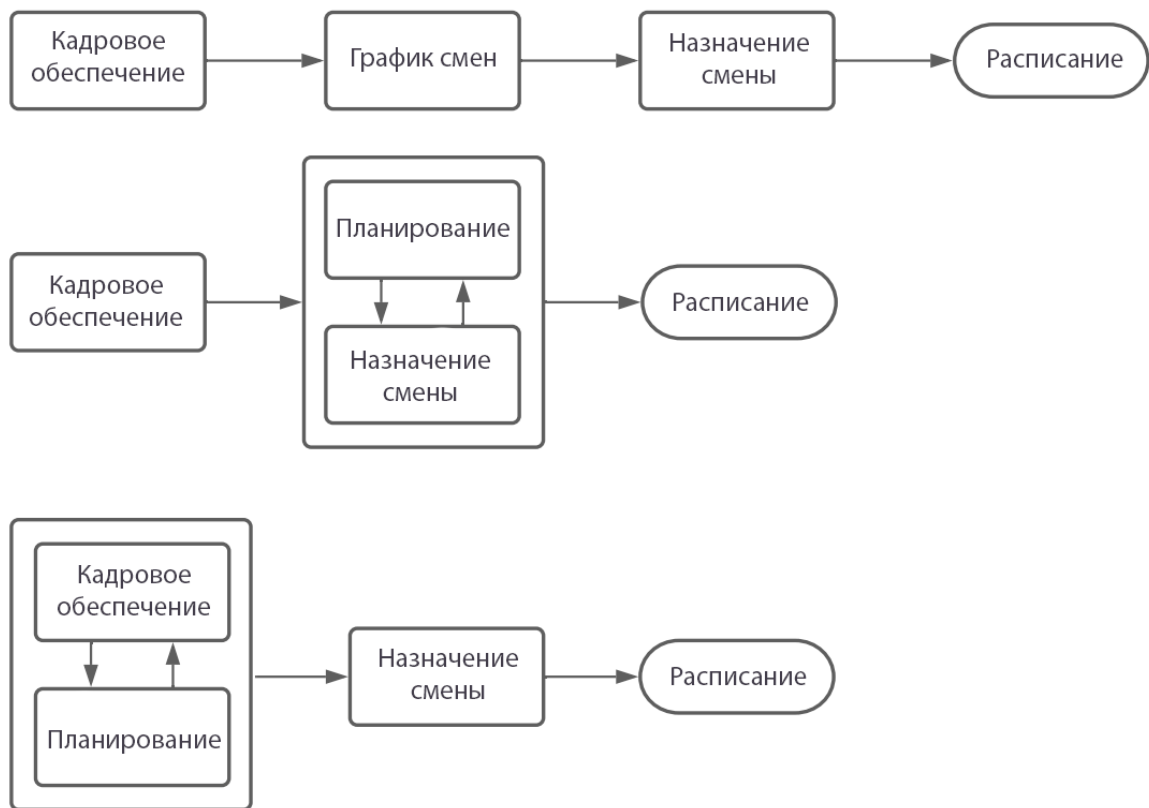 Кадровое
обеспечение
График смен
Назначение
смены
Расписание
Кадровое
обеспечение
Планирование
Назначение
смены
Расписание
Кадровое
обеспечение
Планирование
Назначение
смены
Расписание